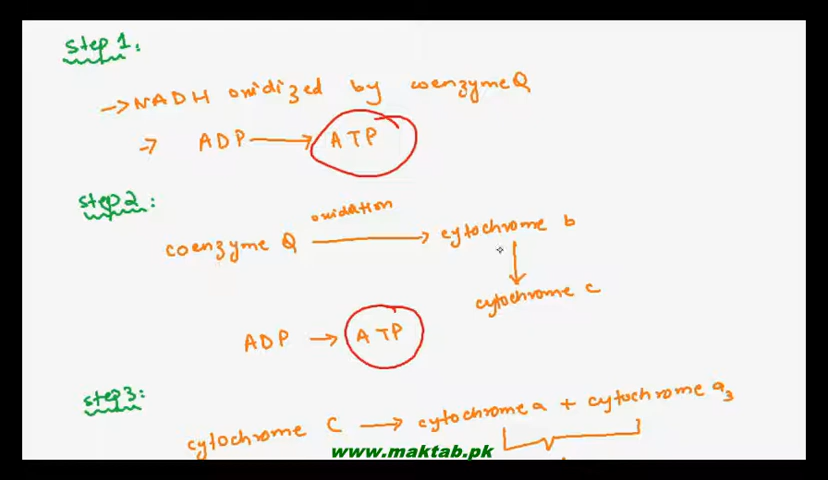 Step 1:
→ NADH oxidized by coenzyme Q
→ ADP → ATP
Step 2:
oxidation
coenzyme Q → cytochrome b
cytochrome c
ADP → ATP
Step 3:
cytochrome C → cytochrome a + cytochrome a₃
www.maktab.pk